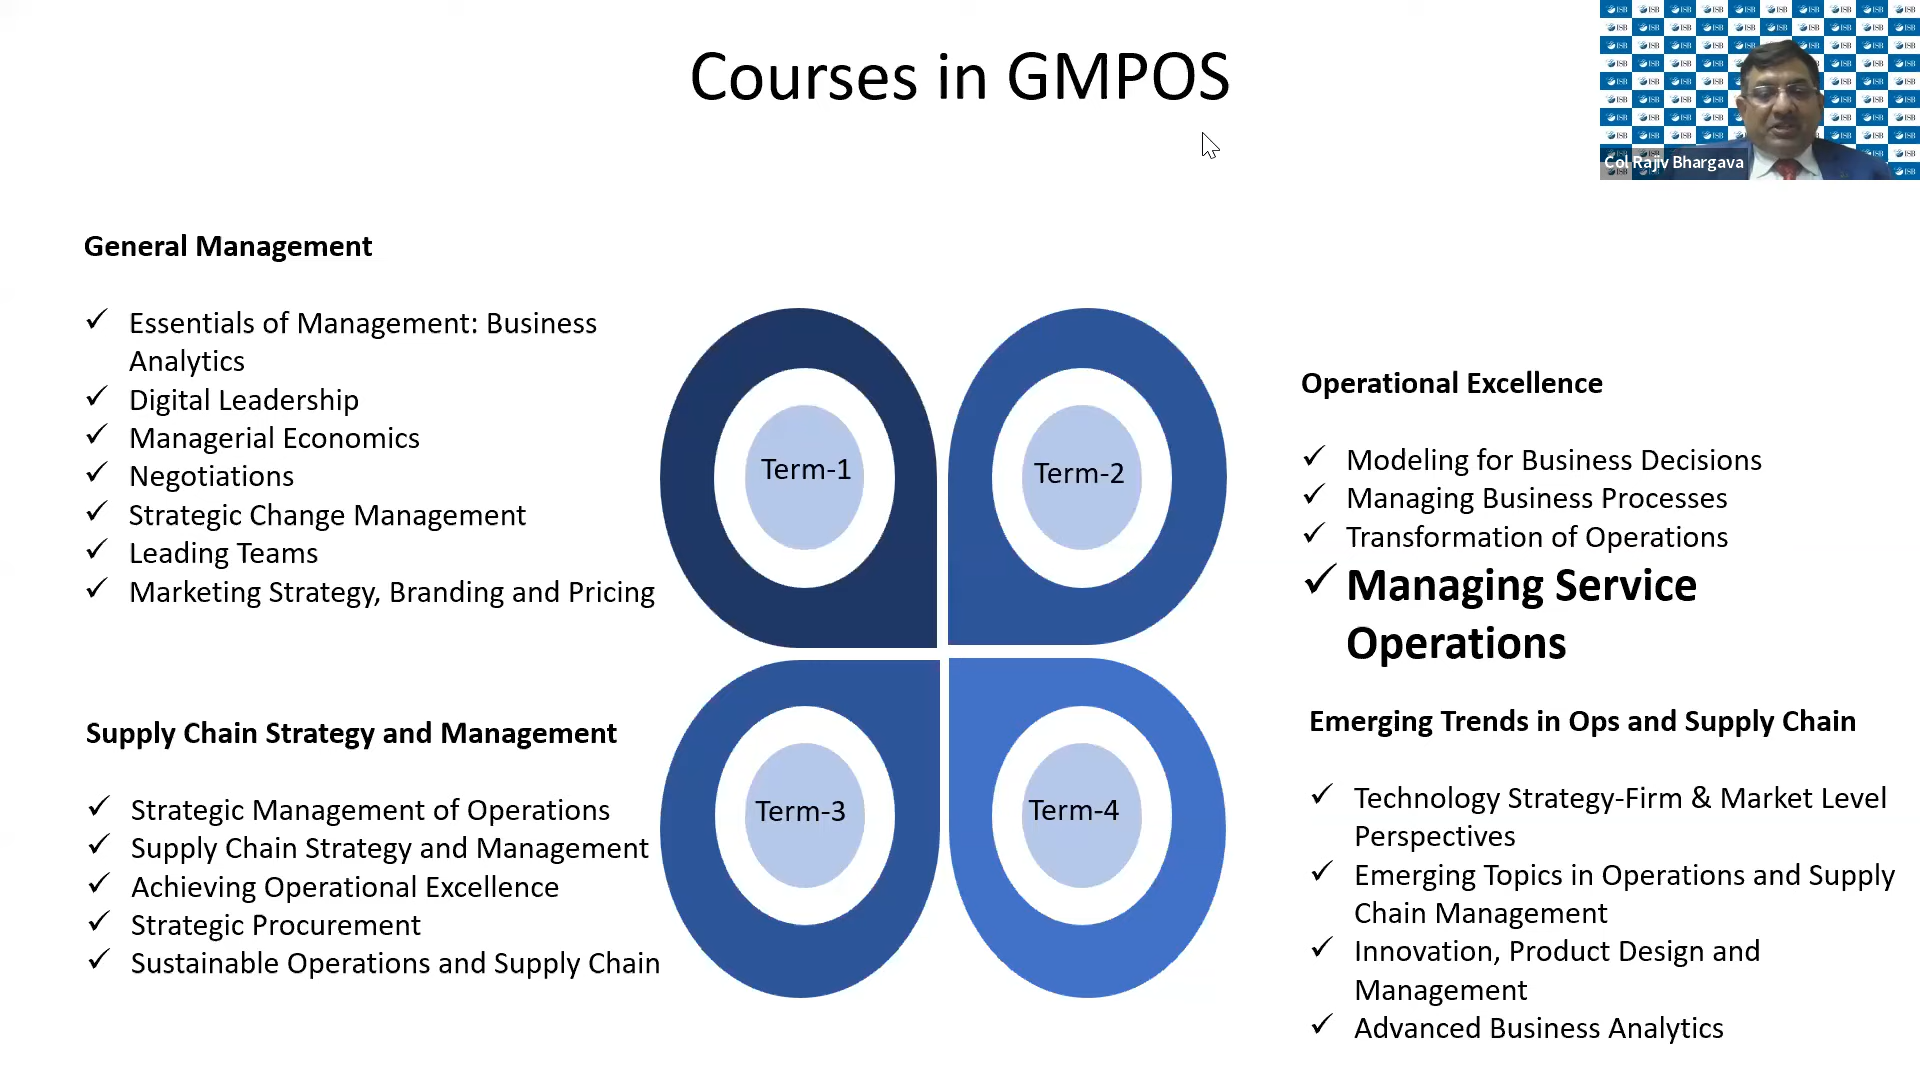 Courses in GMPOS
ISB
Col Rajiv Bhargava
General Management
Essentials of Management: Business
Analytics
Digital Leadership
Managerial Economics
Negotiations
Strategic Change Management
Leading Teams
Marketing Strategy, Branding and Pricing
Term-1
Term-2
Operational Excellence
Modeling for Business Decisions
Managing Business Processes
Transformation of Operations
Managing Service
Operations
Supply Chain Strategy and Management
Strategic Management of Operations
Supply Chain Strategy and Management
Achieving Operational Excellence
Strategic Procurement
Sustainable Operations and Supply Chain
Term-3
Term-4
Emerging Trends in Ops and Supply Chain
Technology Strategy-Firm & Market Level
Perspectives
Emerging Topics in Operations and Supply
Chain Management
Innovation, Product Design and
Management
Advanced Business Analytics